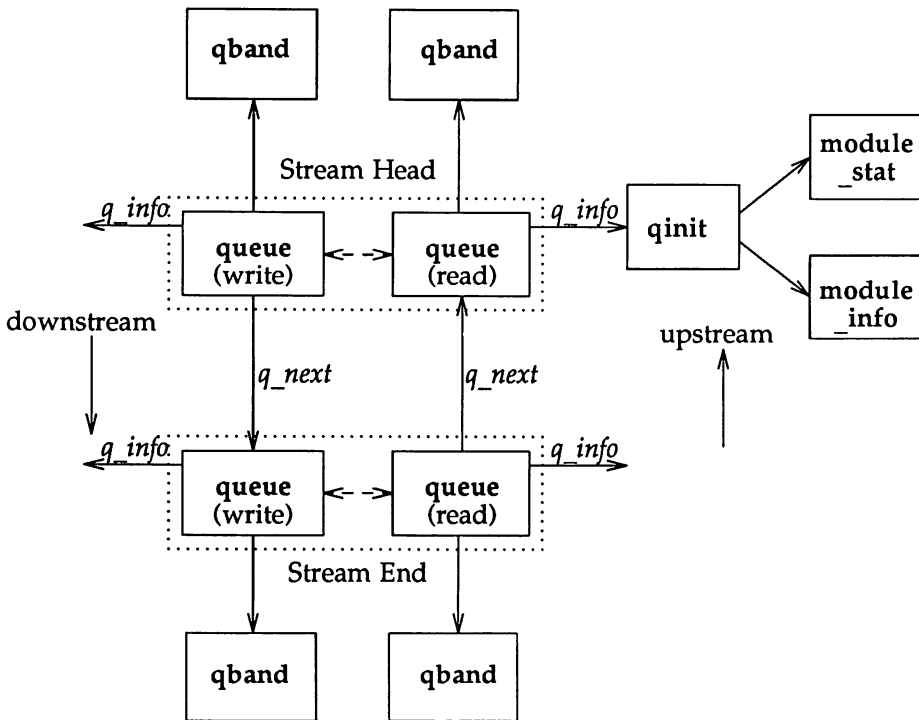 qband
qband
module
_stat
Stream Head
q_info
q_info
queue
(write)
queue
(read)
qinit
module
_info
downstream
upstream
q_next
q_next
q_info
q_info
queue
(write)
queue
(read)
Stream End
qband
qband